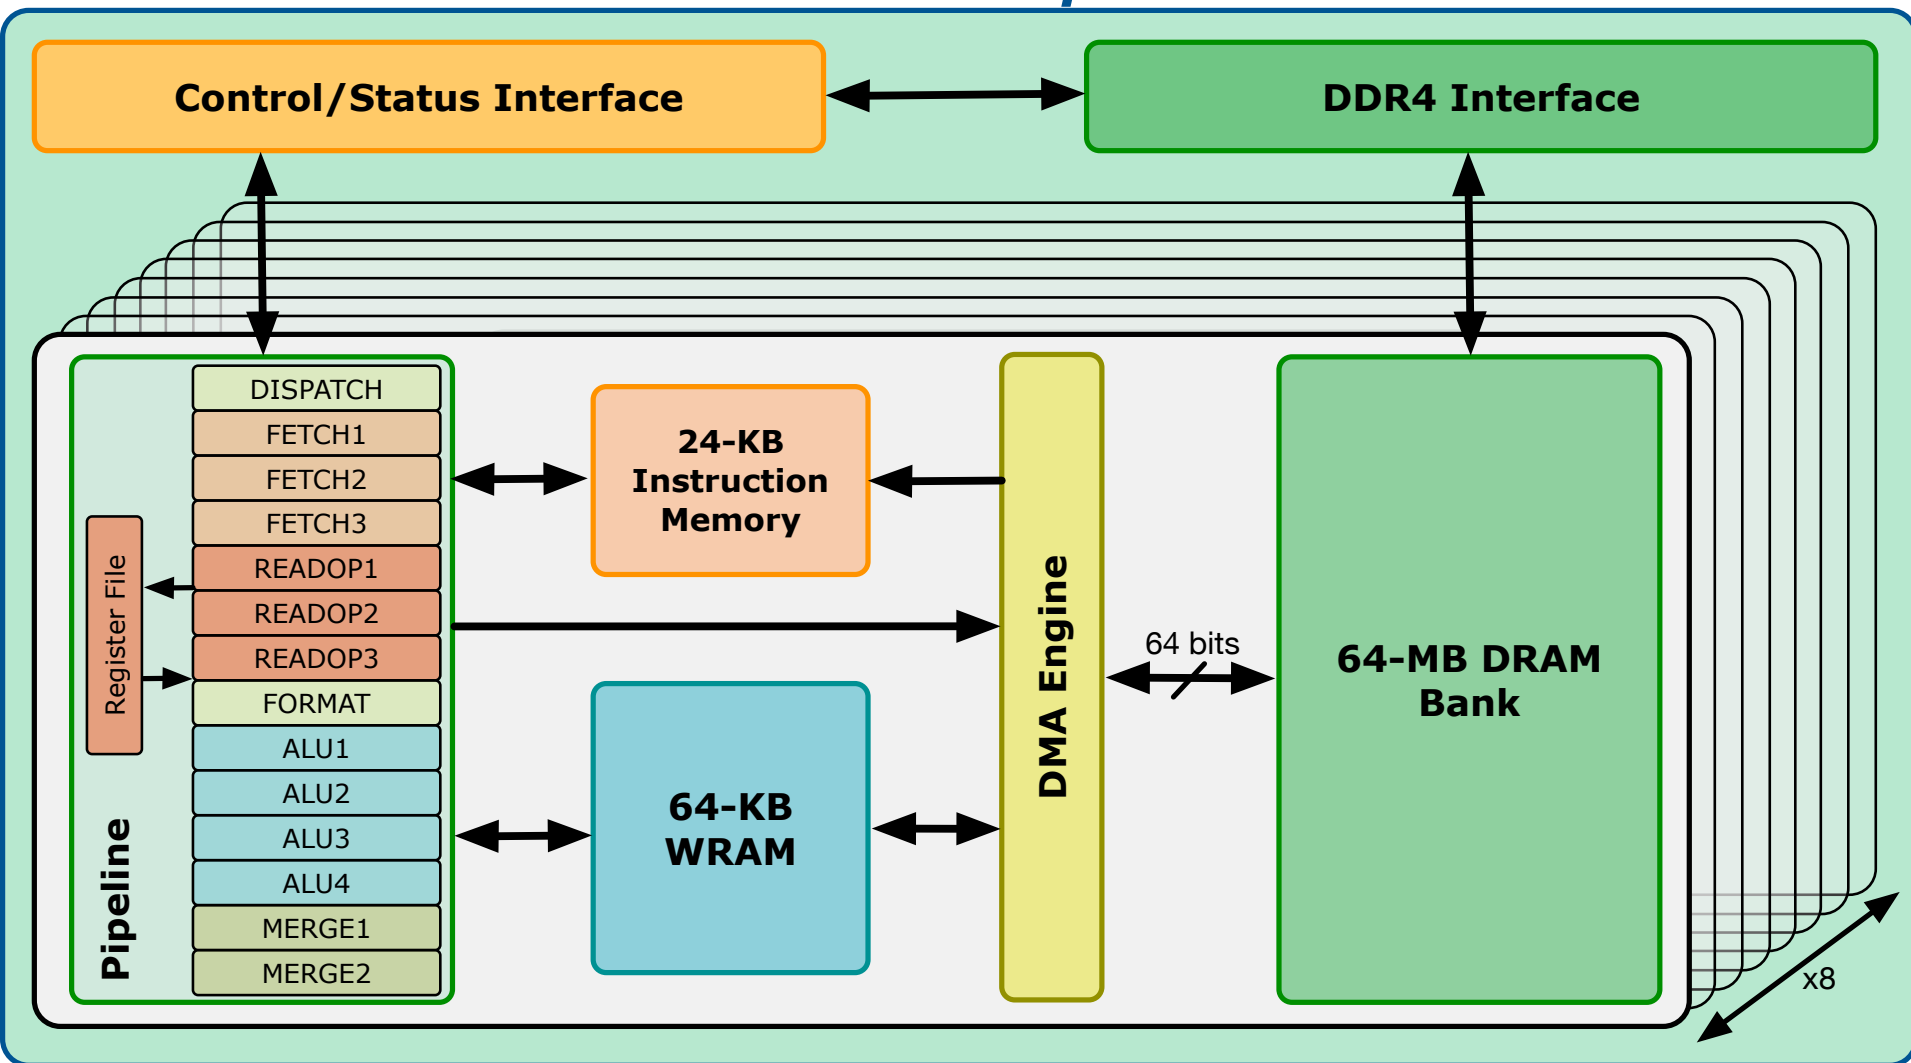 Control/Status Interface
DDR4 Interface
DISPATCH
FETCH1
FETCH2
FETCH3
READOP1
READOP2
READOP3
FORMAT
ALU1
ALU2
ALU3
ALU4
MERGE1
MERGE2
Register File
Pipeline
24-KB
Instruction
Memory
64-KB
WRAM
DMA Engine
64 bits
64-MB DRAM
Bank
x8